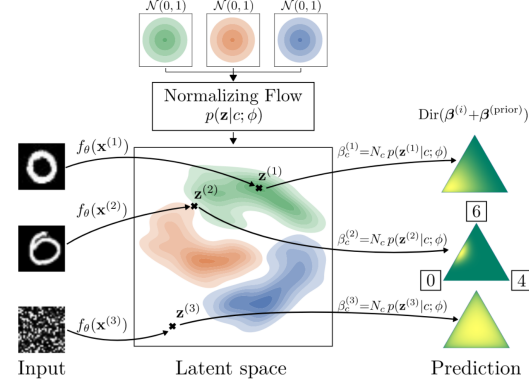 𝒩(0,1) 𝒩(0,1) 𝒩(0,1)
Normalizing Flow
p(𝐳|c; ϕ)
Dir(𝜷⁽ⁱ⁾+𝜷⁽ᵖʳⁱᵒʳ⁾)
f_θ(𝐱⁽¹⁾)
𝐳⁽¹⁾
β_c⁽¹⁾=N_c p(𝐳⁽¹⁾|c; ϕ)
f_θ(𝐱⁽²⁾)
𝐳⁽²⁾
β_c⁽²⁾=N_c p(𝐳⁽²⁾|c; ϕ)
6
0
4
f_θ(𝐱⁽³⁾)
𝐳⁽³⁾
β_c⁽³⁾=N_c p(𝐳⁽³⁾|c; ϕ)
Input Latent space Prediction